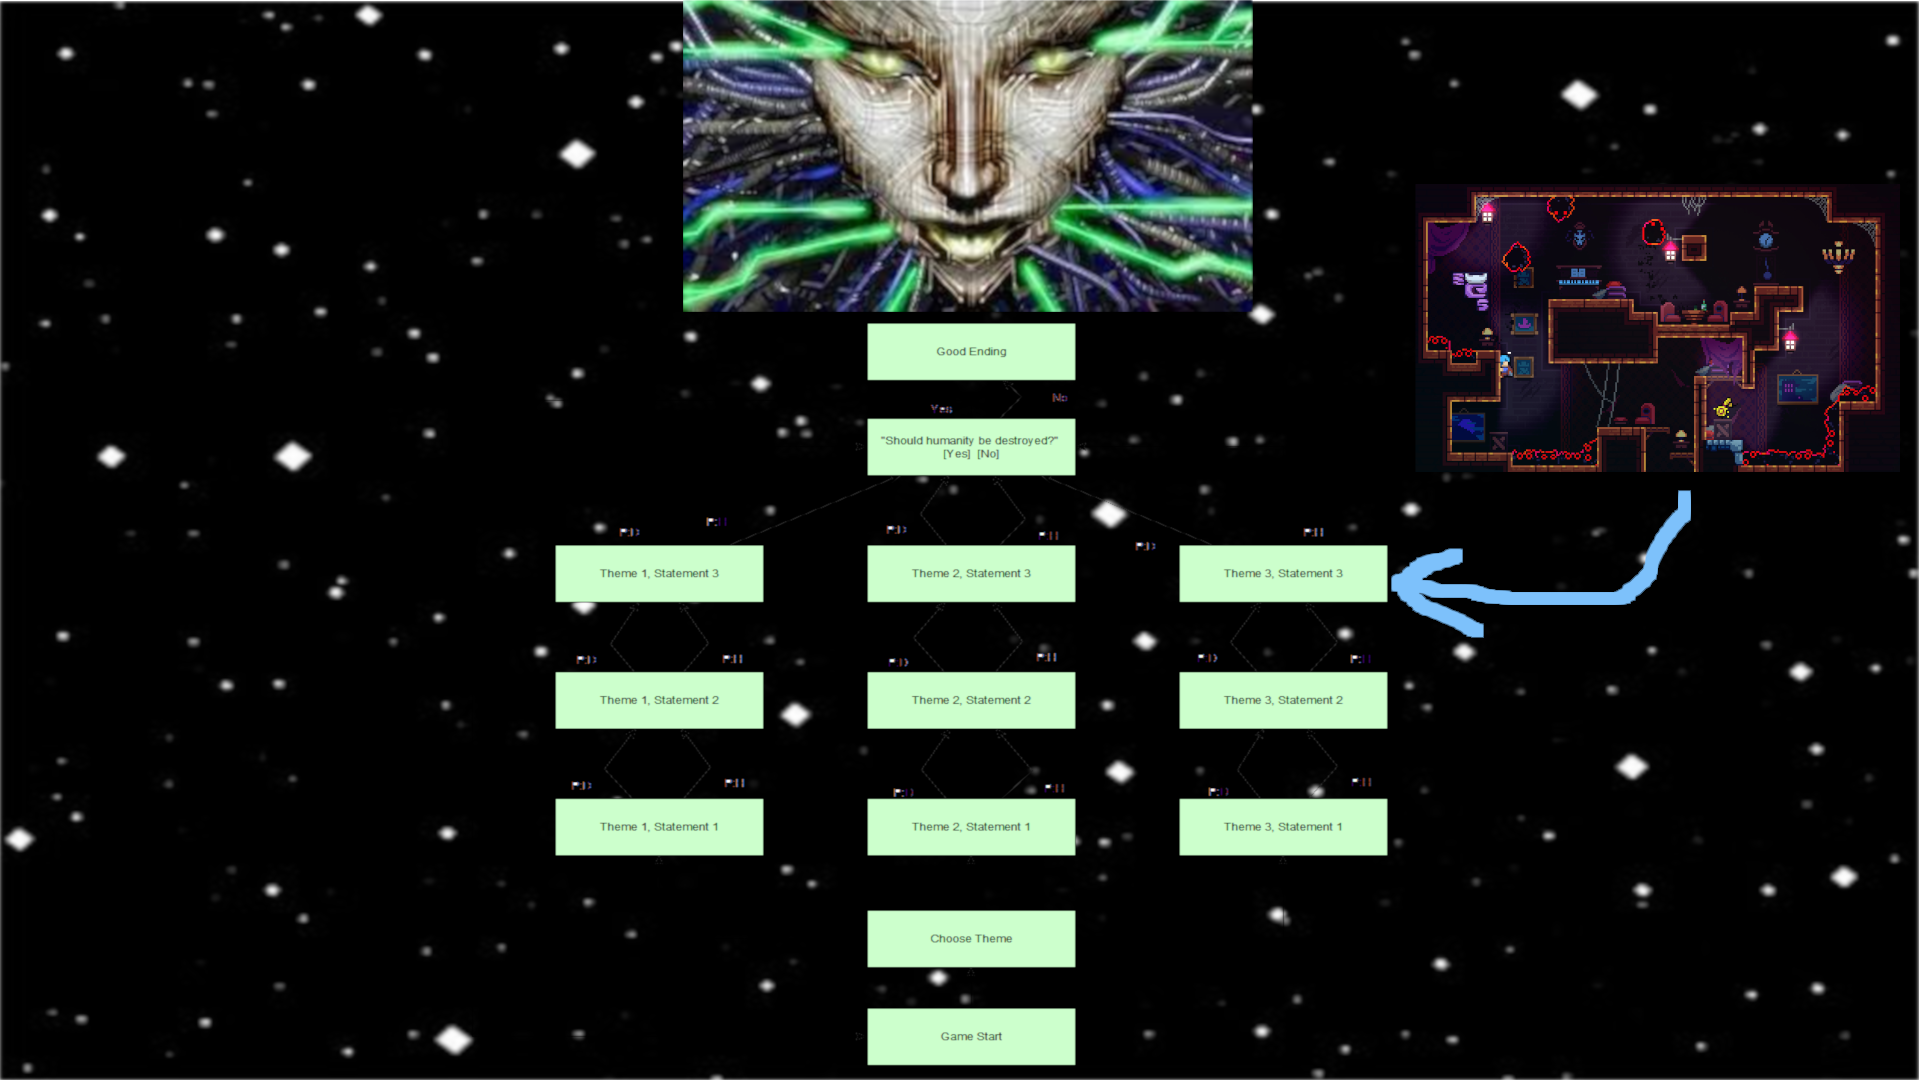 Good Ending
Yes
No
"Should humanity be destroyed?"
[Yes] [No]
Theme 1, Statement 3
Theme 2, Statement 3
Theme 3, Statement 3
Theme 1, Statement 2
Theme 2, Statement 2
Theme 3, Statement 2
Theme 1, Statement 1
Theme 2, Statement 1
Theme 3, Statement 1
Choose Theme
Game Start